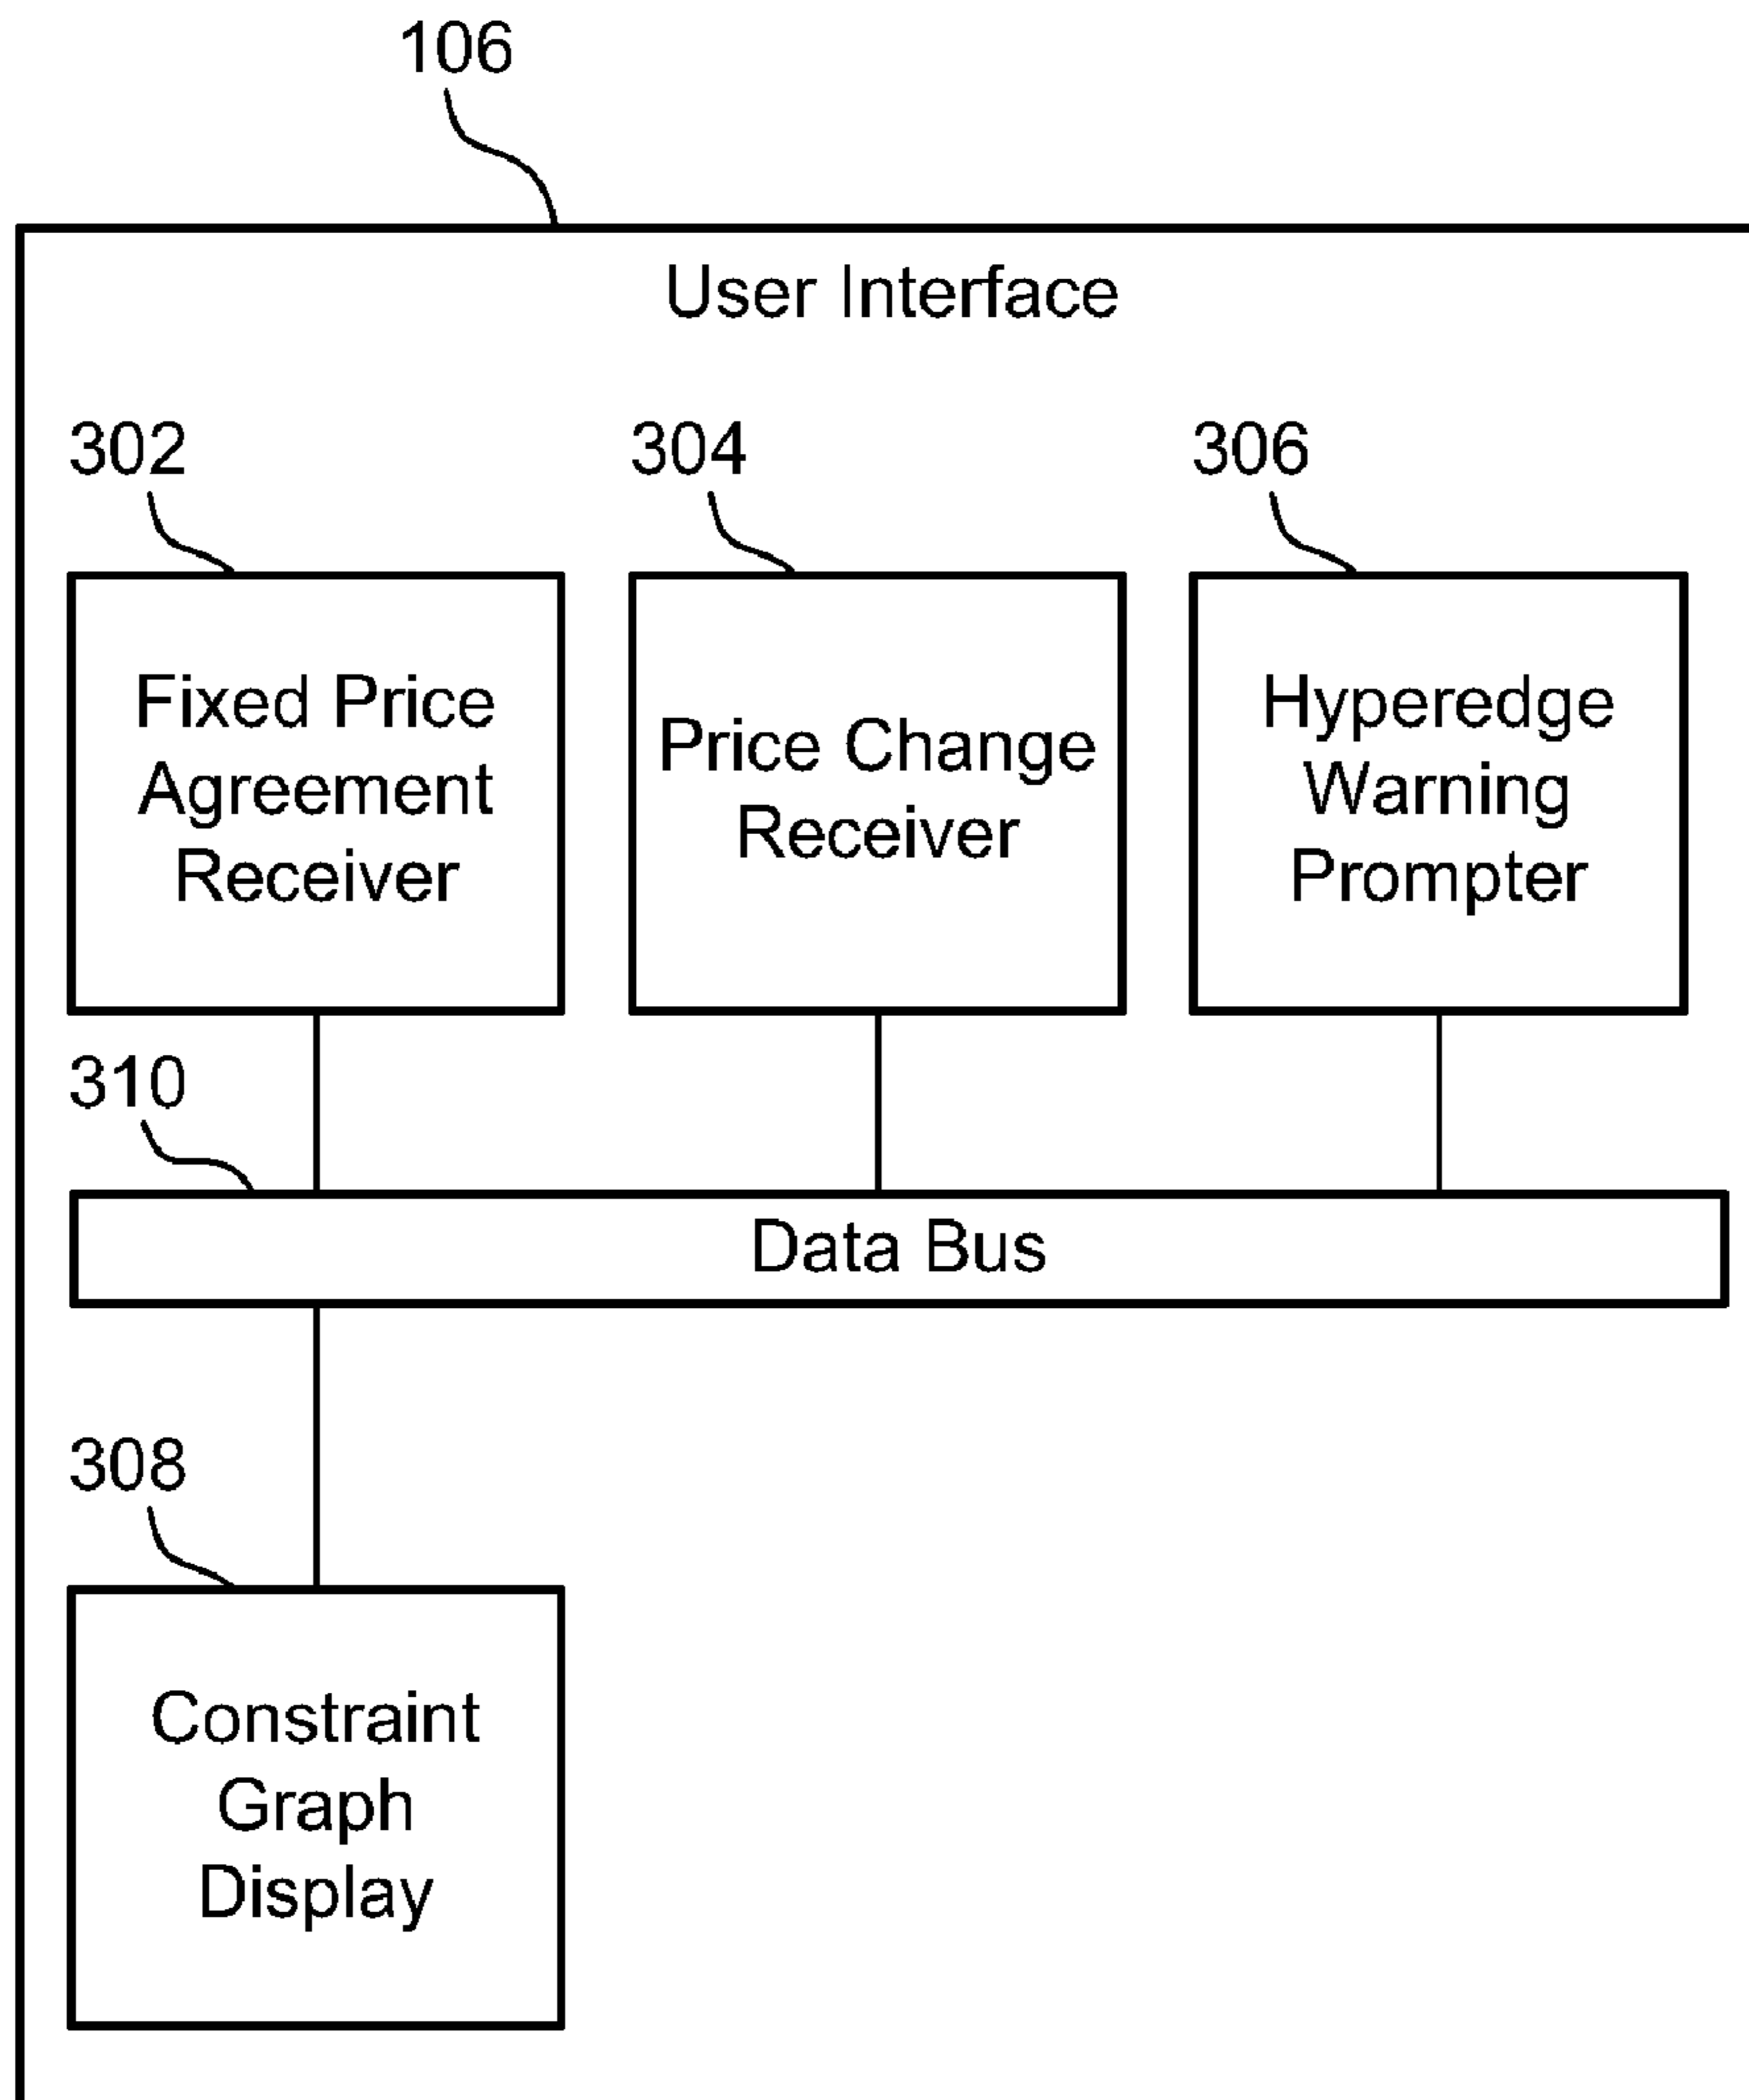 106
User Interface
302
304
306
Fixed Price
Agreement
Receiver
Price Change
Receiver
Hyperedge
Warning
Prompter
310
Data Bus
308
Constraint
Graph
Display